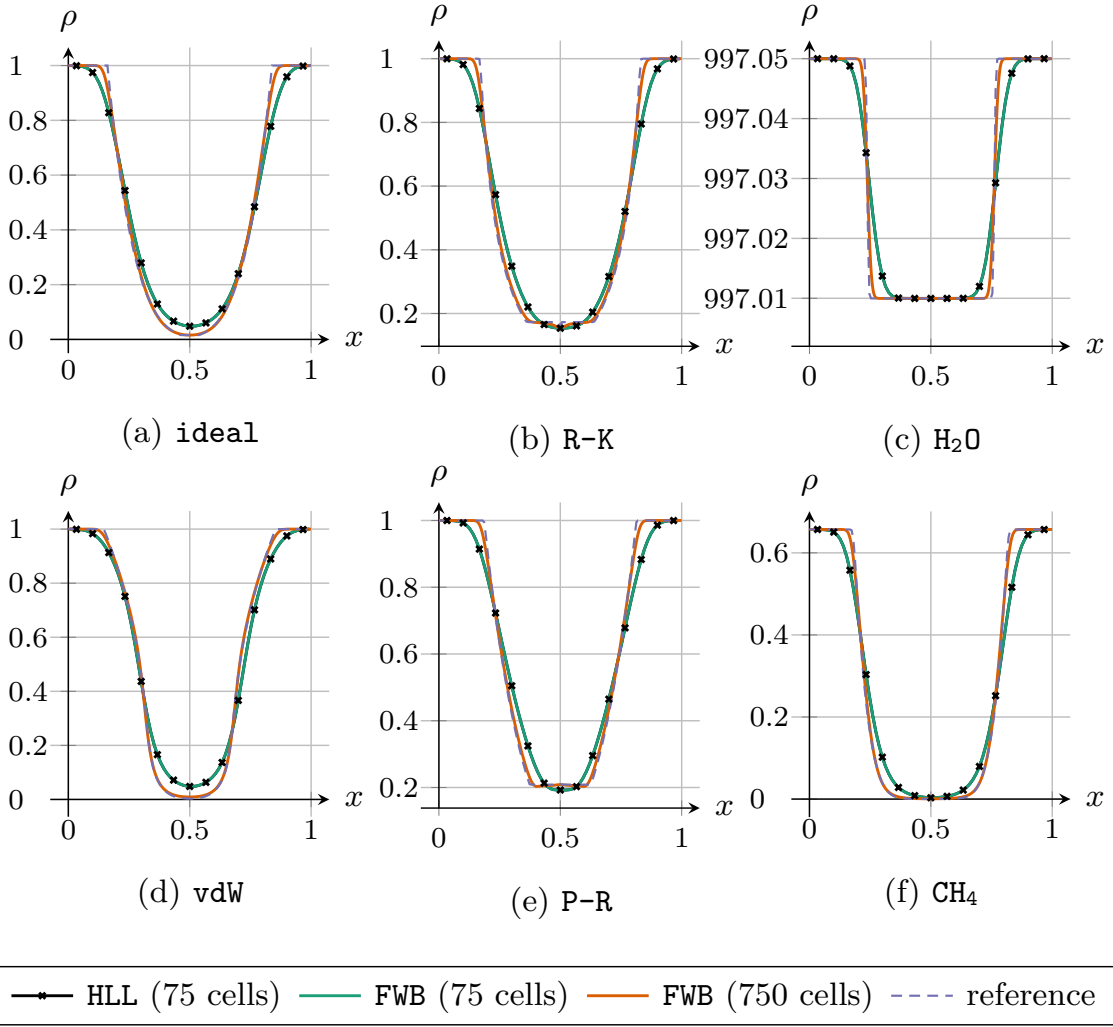 ρ
1
0.8
0.6
0.4
0.2
0
0
0.5
1
x
(a) ideal
ρ
1
0.8
0.6
0.4
0.2
0
0.5
1
x
(b) R-K
ρ
997.05
997.04
997.03
997.02
997.01
0
0.5
1
x
(c) H₂O
ρ
1
0.8
0.6
0.4
0.2
0
0
0.5
1
x
(d) vdW
ρ
1
0.8
0.6
0.4
0.2
0
0.5
1
x
(e) P-R
ρ
0.6
0.4
0.2
0
0
0.5
1
x
(f) CH₄
HLL (75 cells) FWB (75 cells) FWB (750 cells) reference